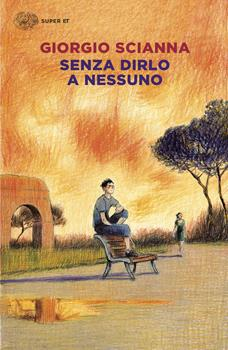 SUPER ET
GIORGIO SCIANNA
SENZA DIRLO
A NESSUNO